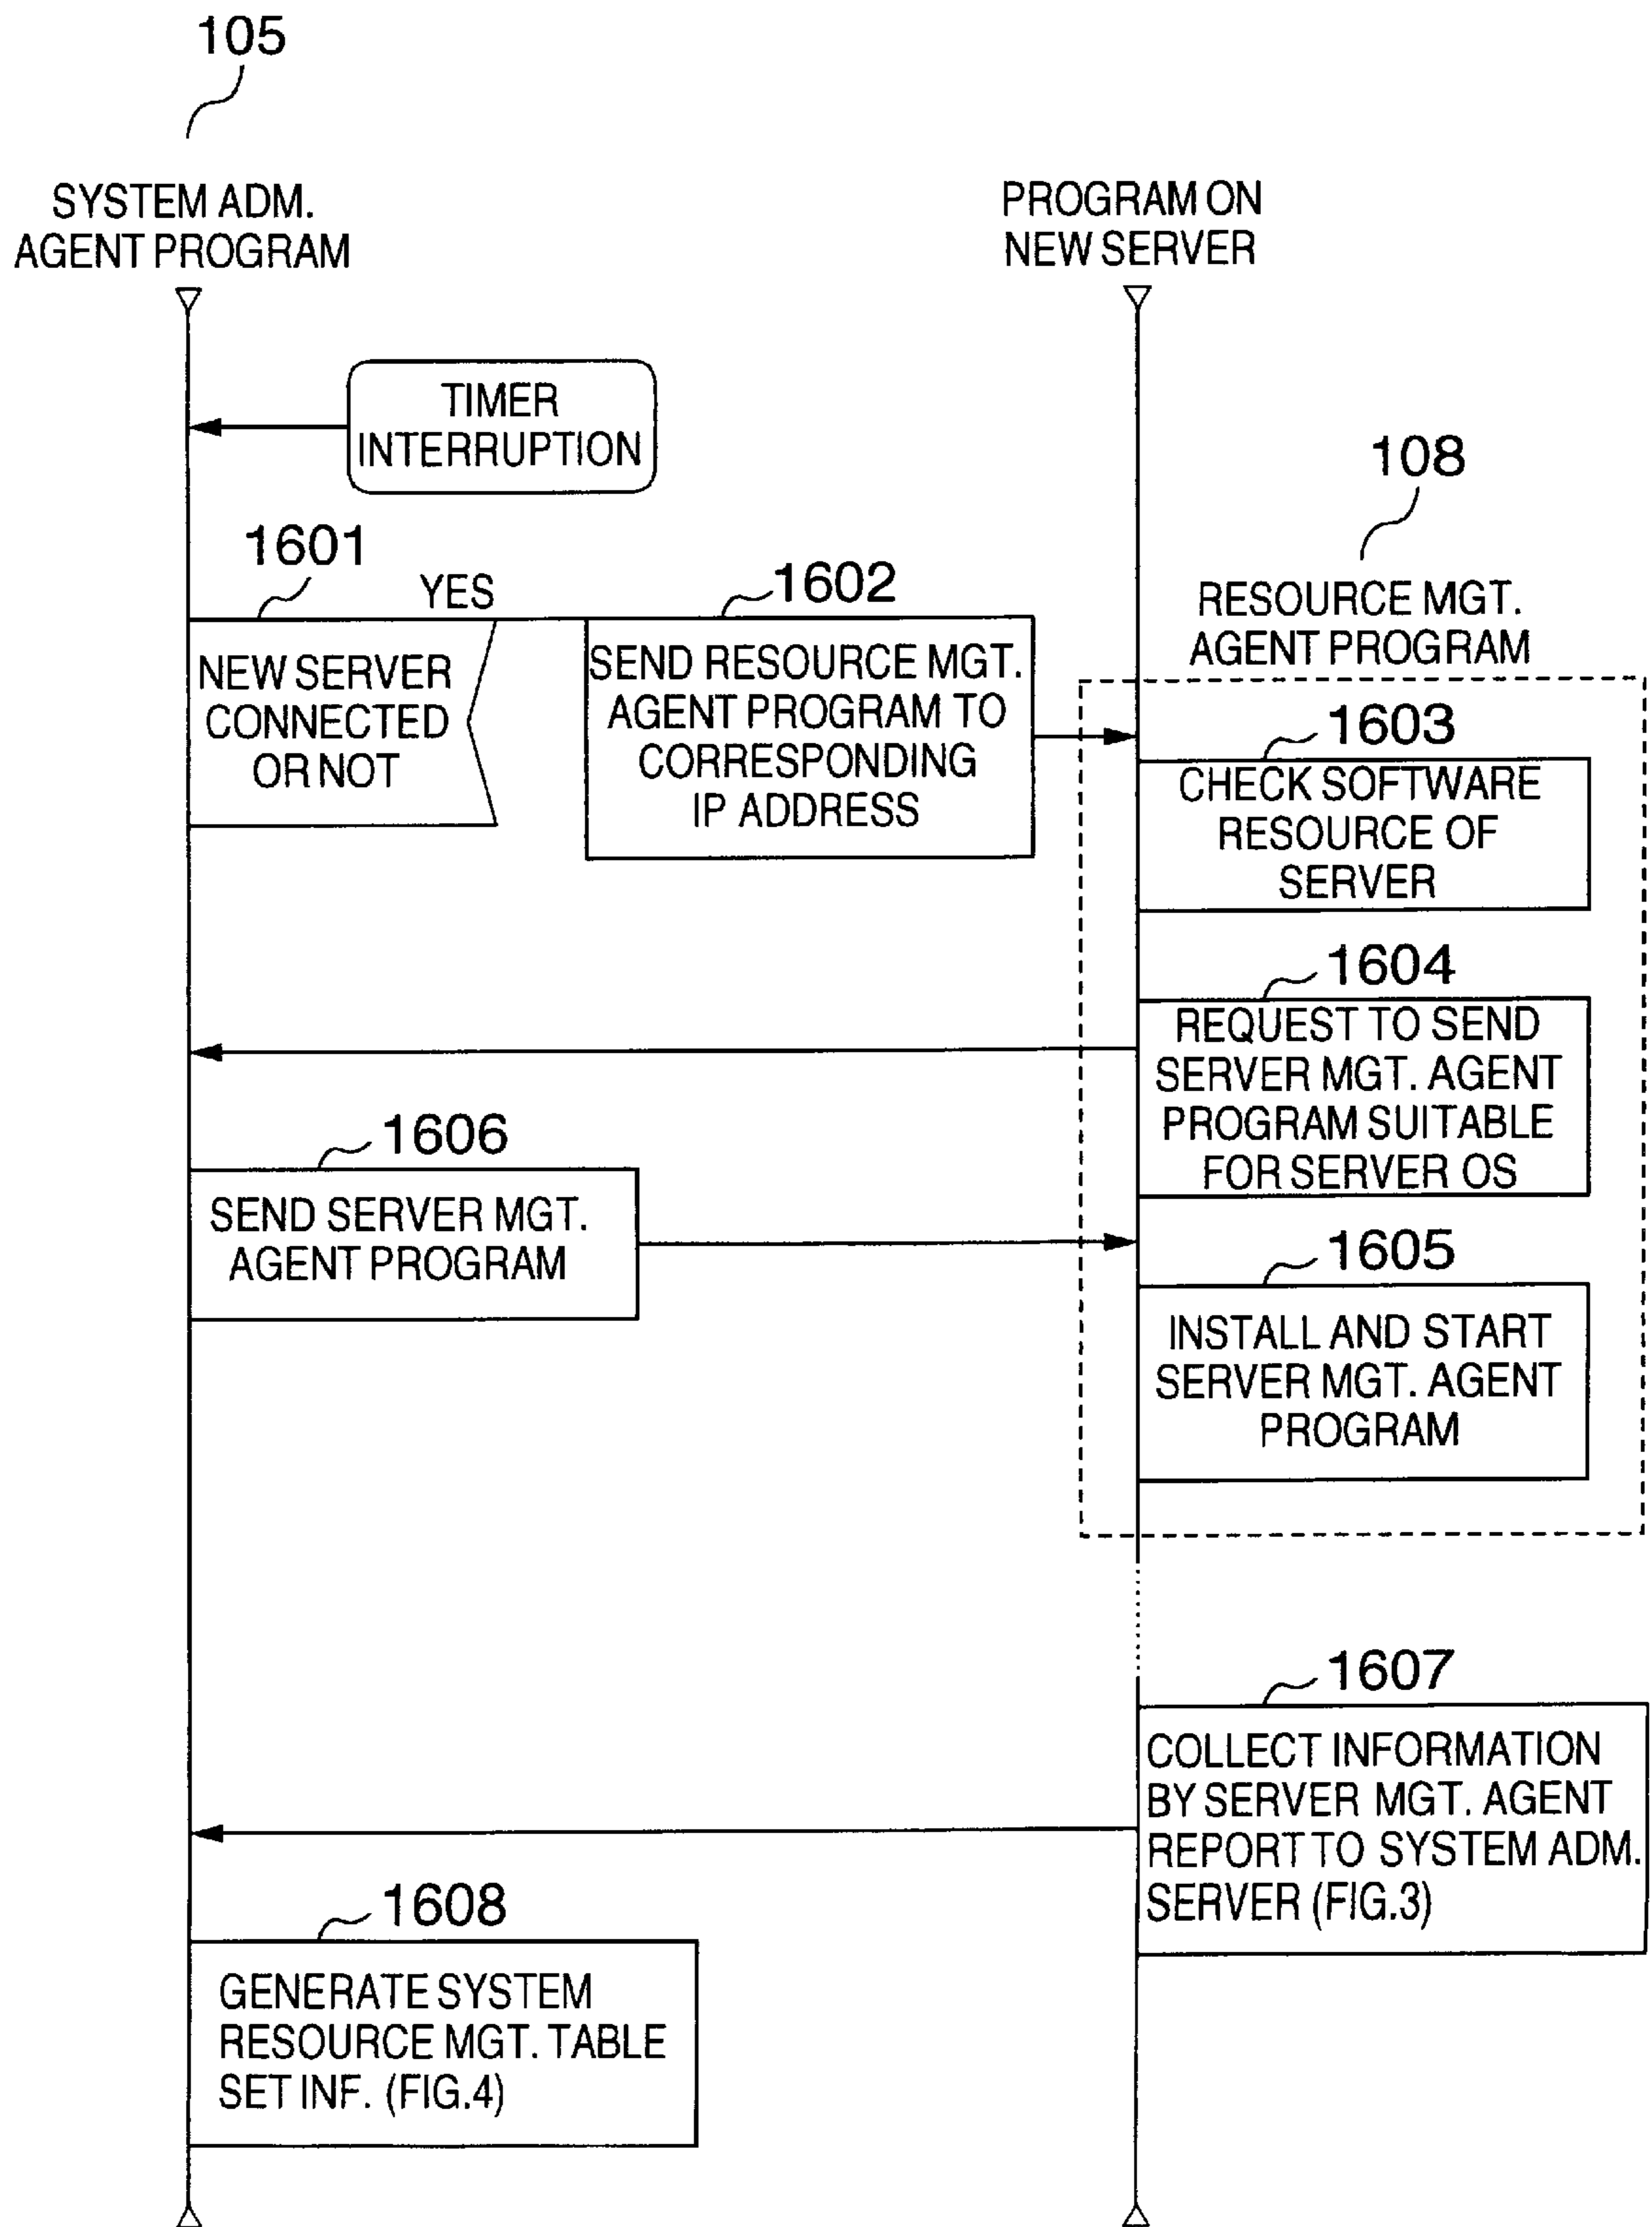 105
SYSTEM ADM.
AGENT PROGRAM
PROGRAM ON
NEW SERVER
TIMER
INTERRUPTION
108
RESOURCE MGT.
AGENT PROGRAM
1601
YES
NEW SERVER
CONNECTED
OR NOT
1602
SEND RESOURCE MGT.
AGENT PROGRAM TO
CORRESPONDING
IP ADDRESS
1603
CHECK SOFTWARE
RESOURCE OF
SERVER
1604
REQUEST TO SEND
SERVER MGT. AGENT
PROGRAM SUITABLE
FOR SERVER OS
1606
SEND SERVER MGT.
AGENT PROGRAM
1605
INSTALL AND START
SERVER MGT. AGENT
PROGRAM
1607
COLLECT INFORMATION
BY SERVER MGT. AGENT
REPORT TO SYSTEM ADM.
SERVER (FIG.3)
1608
GENERATE SYSTEM
RESOURCE MGT. TABLE
SET INF. (FIG.4)